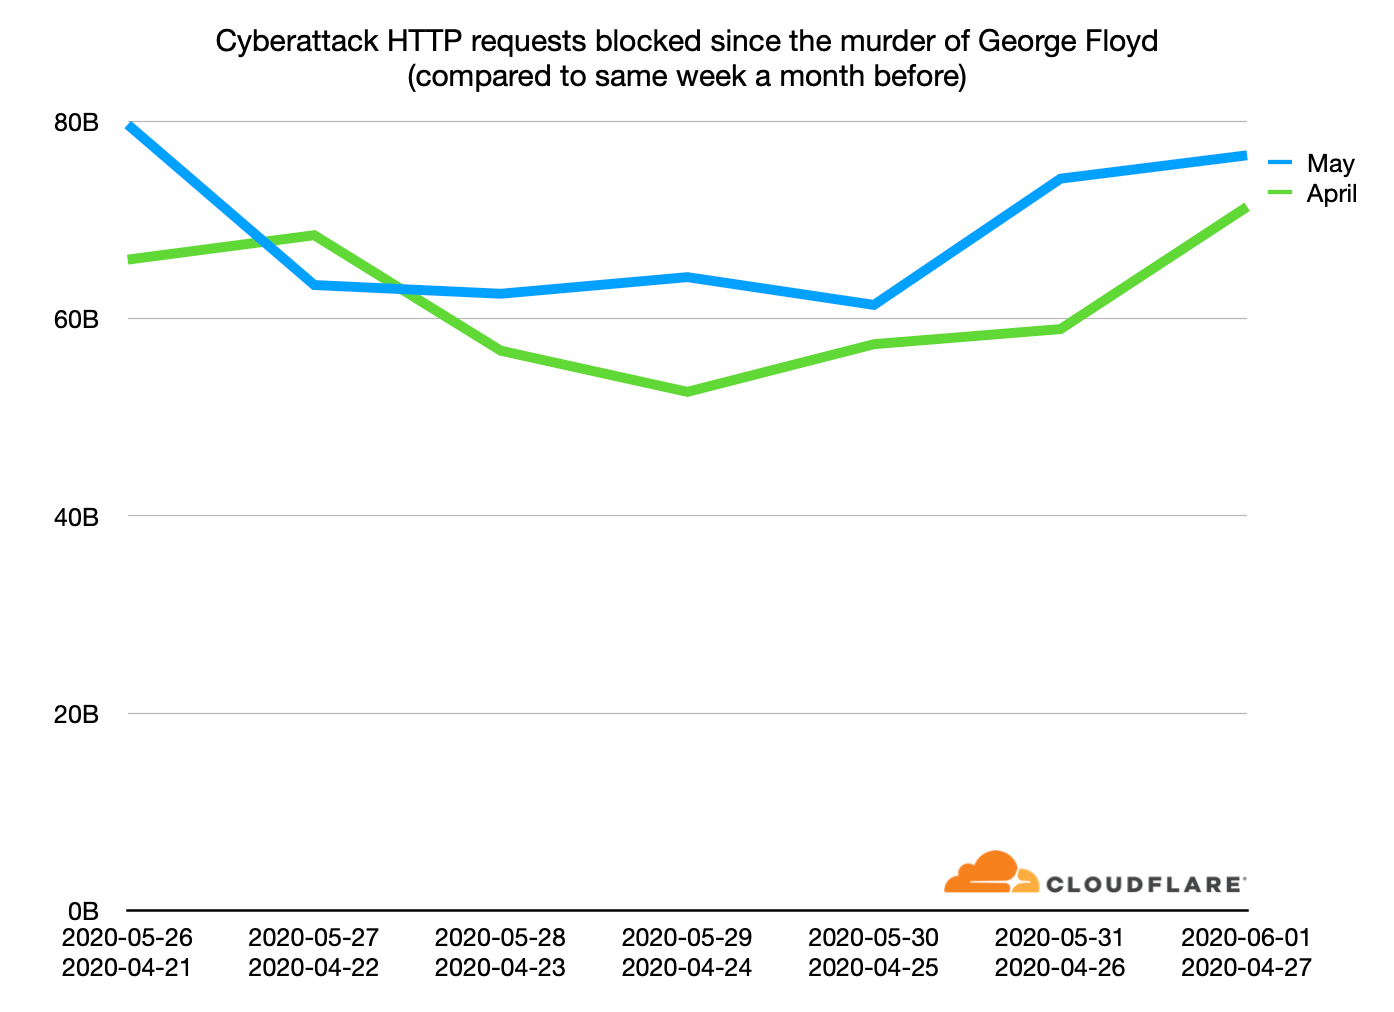 Cyberattack HTTP requests blocked since the murder of George Floyd
(compared to same week a month before)
80B
60B
40B
20B
0B
May
April
CLOUDFLARE
2020-05-26 2020-05-27 2020-05-28 2020-05-29 2020-05-30 2020-05-31 2020-06-01
2020-04-21 2020-04-22 2020-04-23 2020-04-24 2020-04-25 2020-04-26 2020-04-27